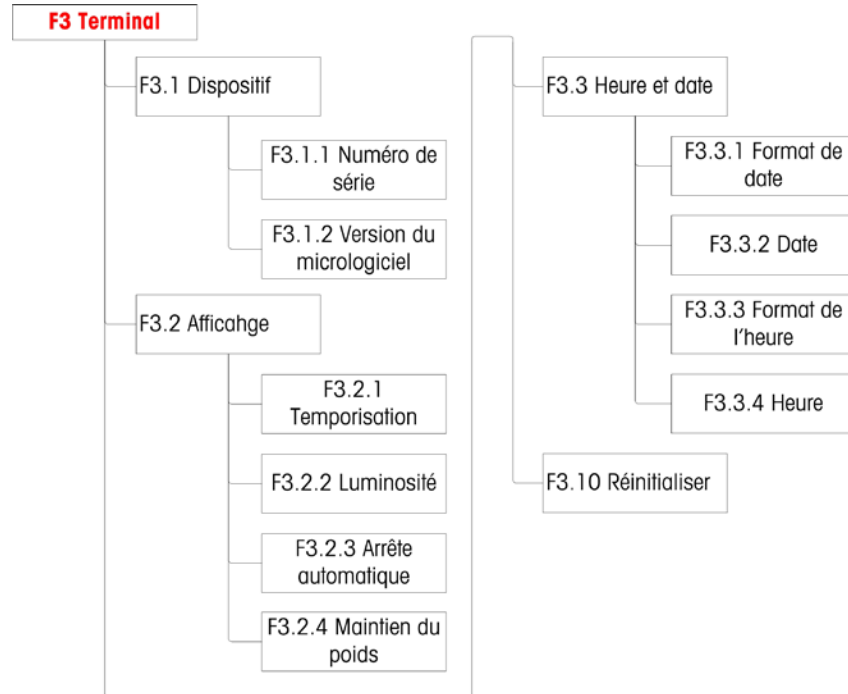 F3 Terminal
F3.1 Dispositif
F3.1.1 Numéro de
série
F3.1.2 Version du
micrologiciel
F3.2 Afficahge
F3.2.1
Temporisation
F3.2.2 Luminosité
F3.2.3 Arrête
automatique
F3.2.4 Maintien du
poids
F3.3 Heure et date
F3.3.1 Format de
date
F3.3.2 Date
F3.3.3 Format de
l'heure
F3.3.4 Heure
F3.10 Réinitialiser